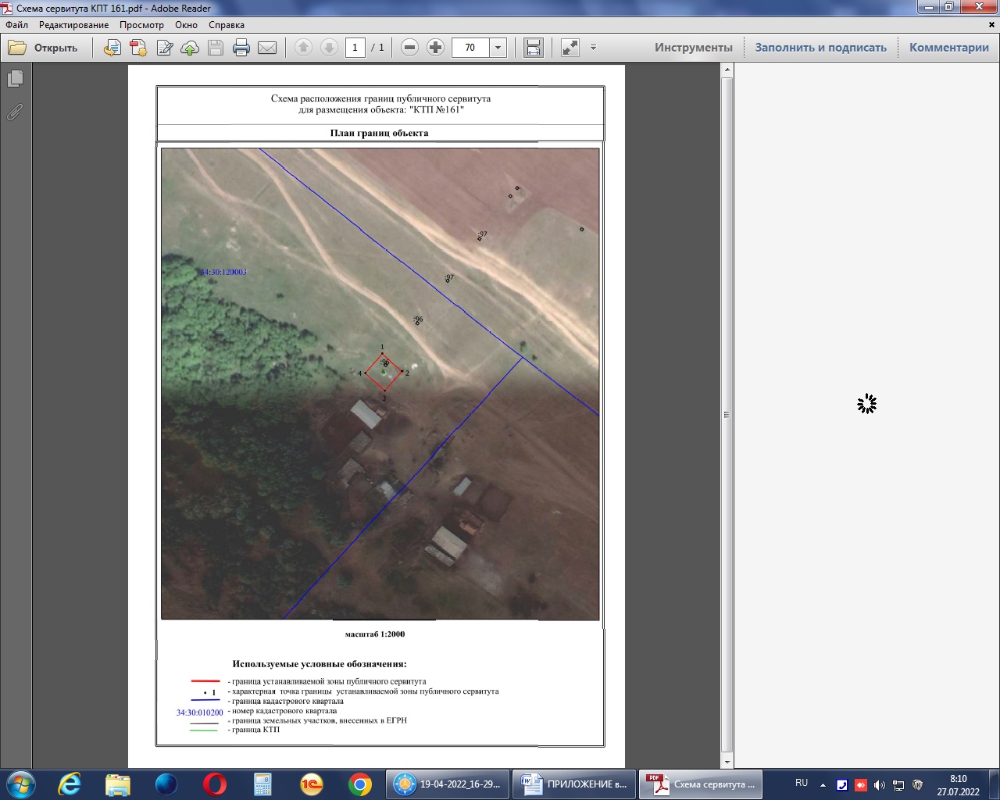 Схема сервитута КПТ 161.pdf - Adobe Reader
Файл Редактирование Просмотр Окно Справка
Открыть 1 / 1 70 Инструменты Заполнить и подписать Комментарии
Схема расположения границ публичного сервитута
для размещения объекта: "КТП №161"
План границ объекта
:97
34:30:120003
:97
:96
1
:96
4
6
2
3
масштаб 1:2000
Используемые условные обозначения:
- граница устанавливаемой зоны публичного сервитута
1 - характерная точка границы устанавливаемой зоны публичного сервитута
- граница кадастрового квартала
34:30:010200 - номер кадастрового квартала
- граница земельных участков, внесенных в ЕГРН
- граница КТП
19-04-2022_16-29... ПРИЛОЖЕНИЕ в... Схема сервитута ... RU 8:10
27.07.2022